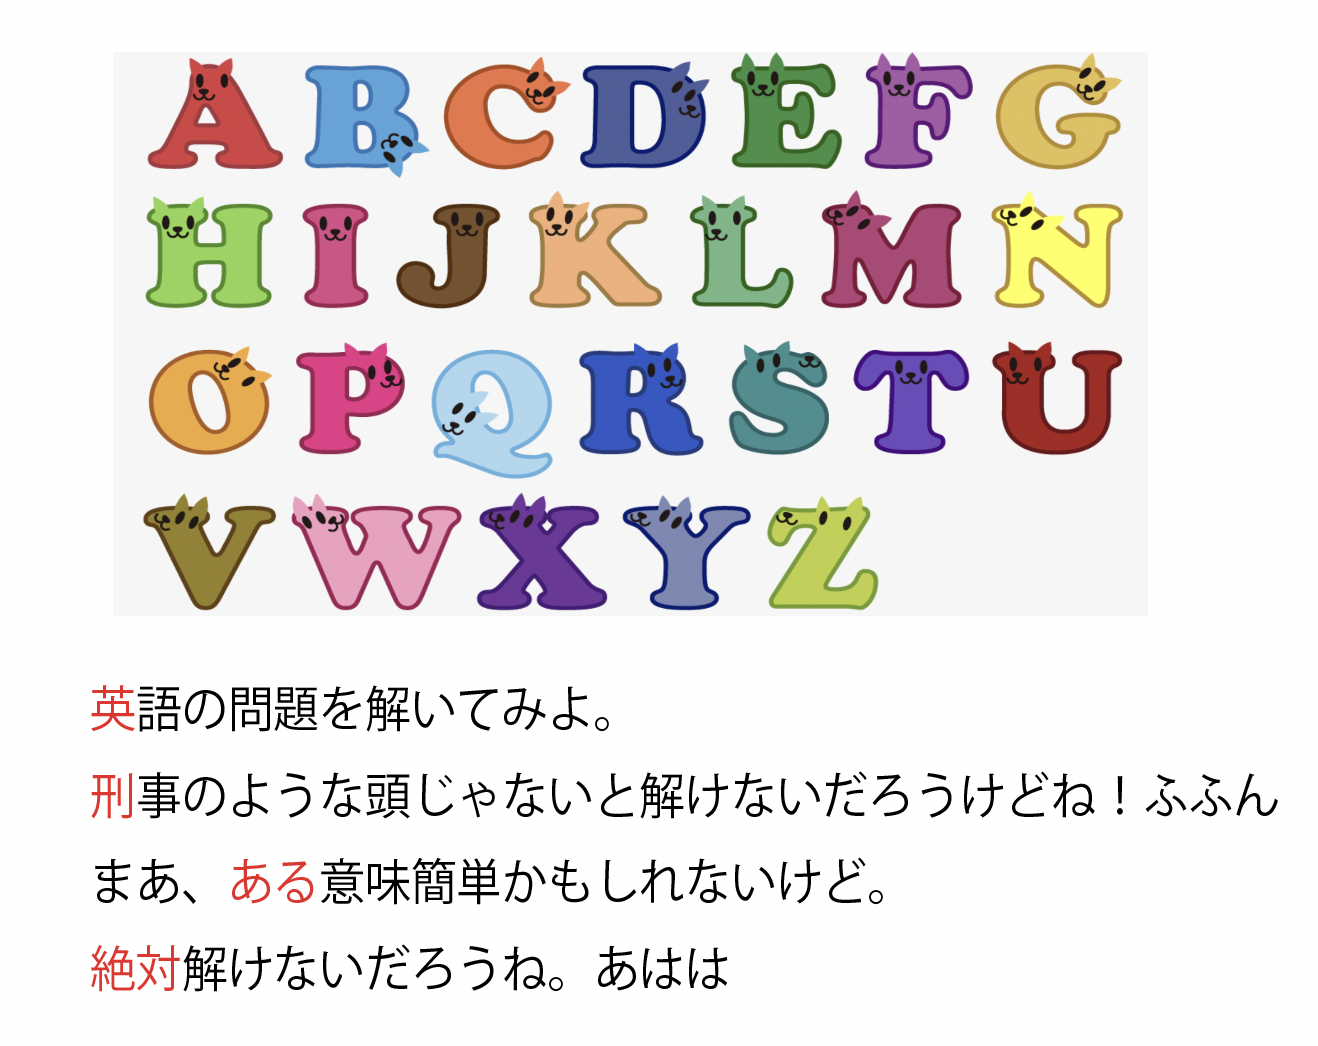 A B C D E F G
H I J K L M N
O P Q R S T U
V W X Y Z
英語の問題を解いてみよ。
刑事のような頭じゃないと解けないだろうけどね！ふふん
まあ、ある意味簡単かもしれないけど。
絶対解けないだろうね。あはは